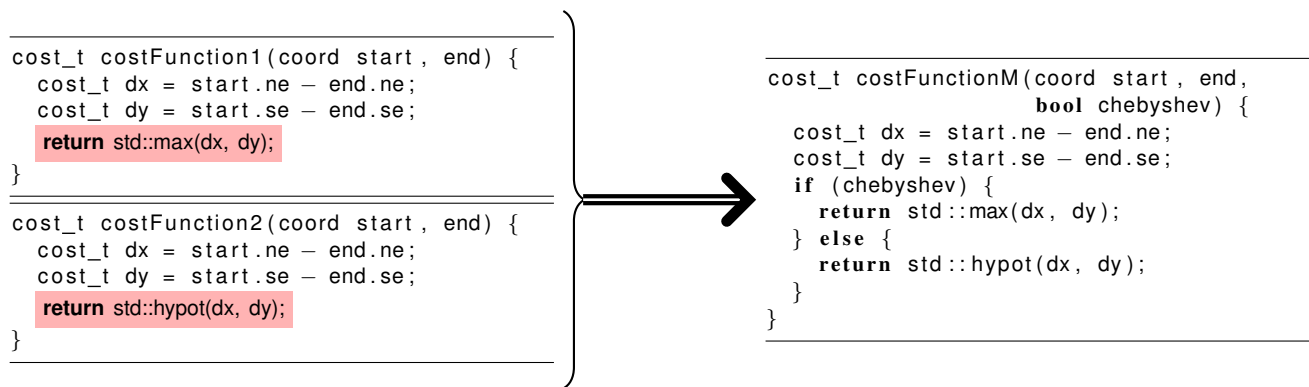 cost_t costFunction1(coord start, end) {
cost_t dx = start.ne − end.ne;
cost_t dy = start.se − end.se;
return std::max(dx, dy);
}
cost_t costFunction2(coord start, end) {
cost_t dx = start.ne − end.ne;
cost_t dy = start.se − end.se;
return std::hypot(dx, dy);
}
cost_t costFunctionM(coord start, end,
bool chebyshev) {
cost_t dx = start.ne − end.ne;
cost_t dy = start.se − end.se;
if (chebyshev) {
return std::max(dx, dy);
} else {
return std::hypot(dx, dy);
}
}